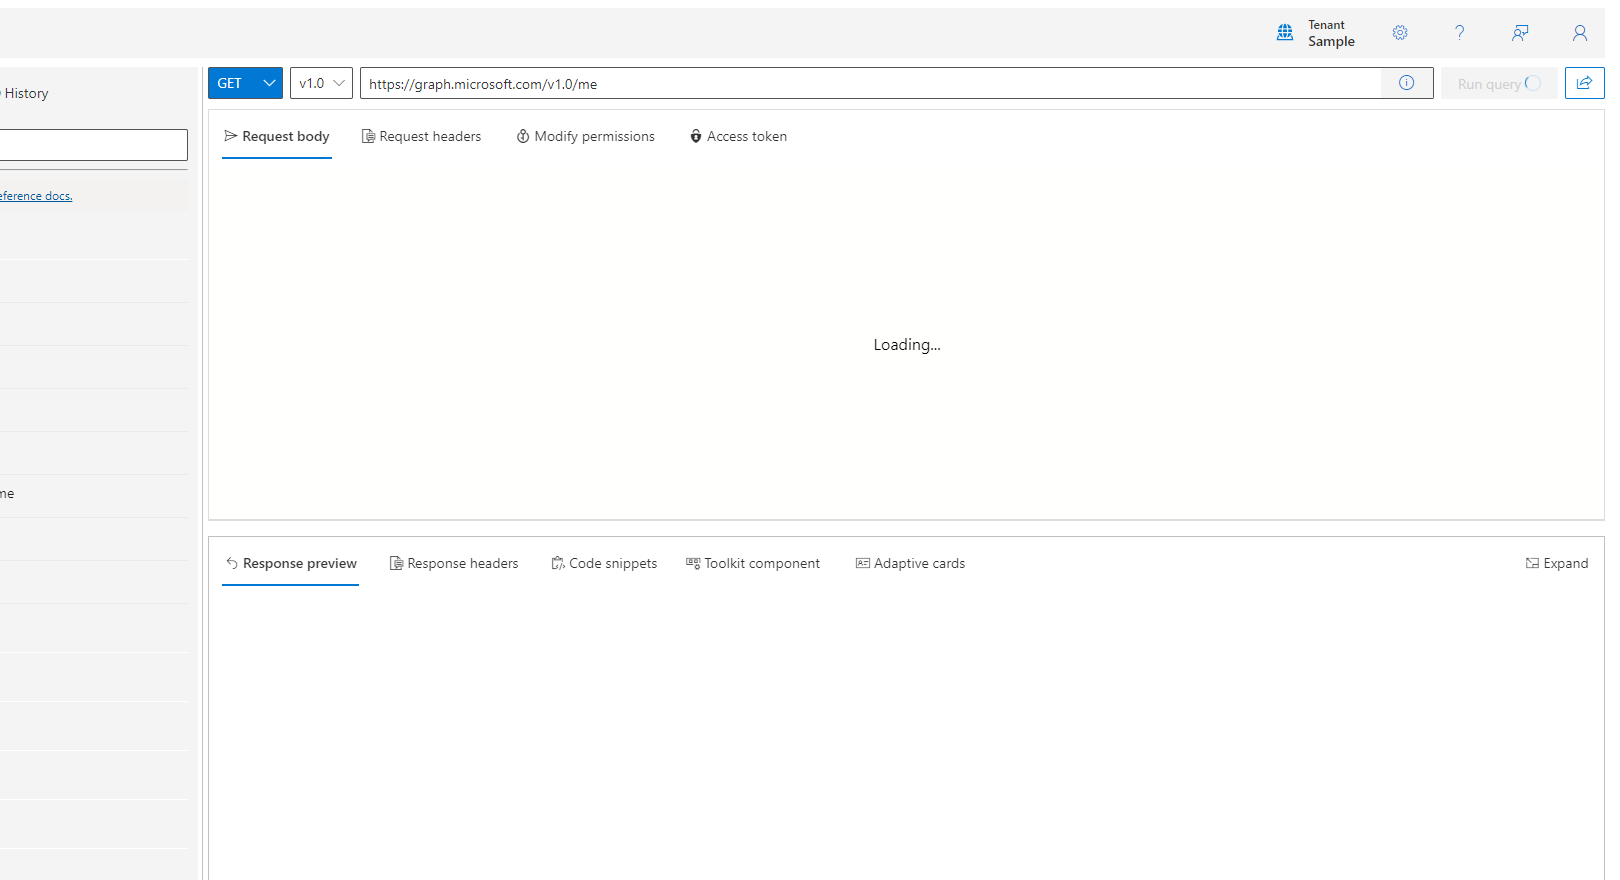 Tenant
Sample
History
GET
v1.0
https://graph.microsoft.com/v1.0/me
Run query
Request body
Request headers
Modify permissions
Access token
eference docs.
Loading...
me
Response preview
Response headers
Code snippets
Toolkit component
Adaptive cards
Expand